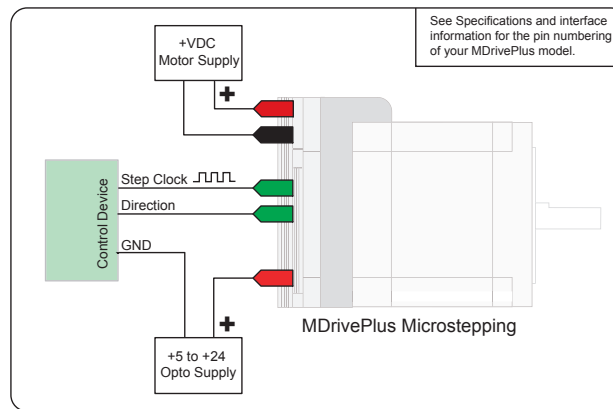 See Specifications and interface
information for the pin numbering
of your MDrivePlus model.
+VDC
Motor Supply
+
Control Device
Step Clock
Direction
GND
+
+5 to +24
Opto Supply
MDrivePlus Microstepping